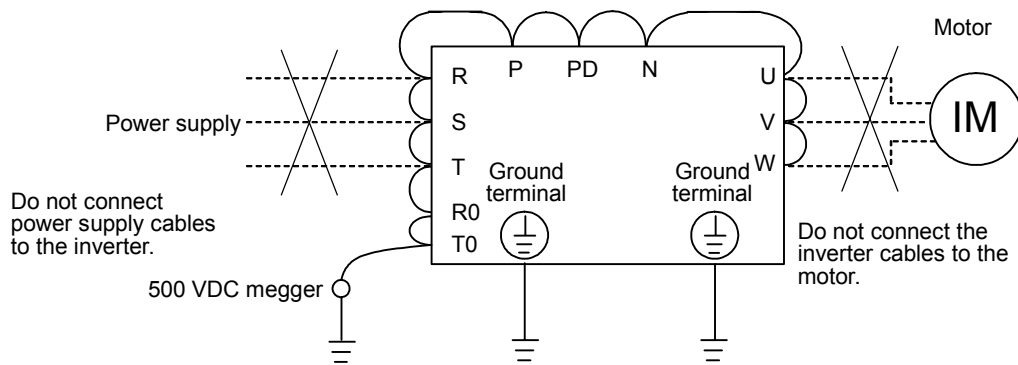 Motor
P PD N
R
U
S
V
T
W
R0
T0
IM
Power supply
Ground
terminal
Ground
terminal
Do not connect
power supply cables
to the inverter.
Do not connect the
inverter cables to the
motor.
500 VDC megger